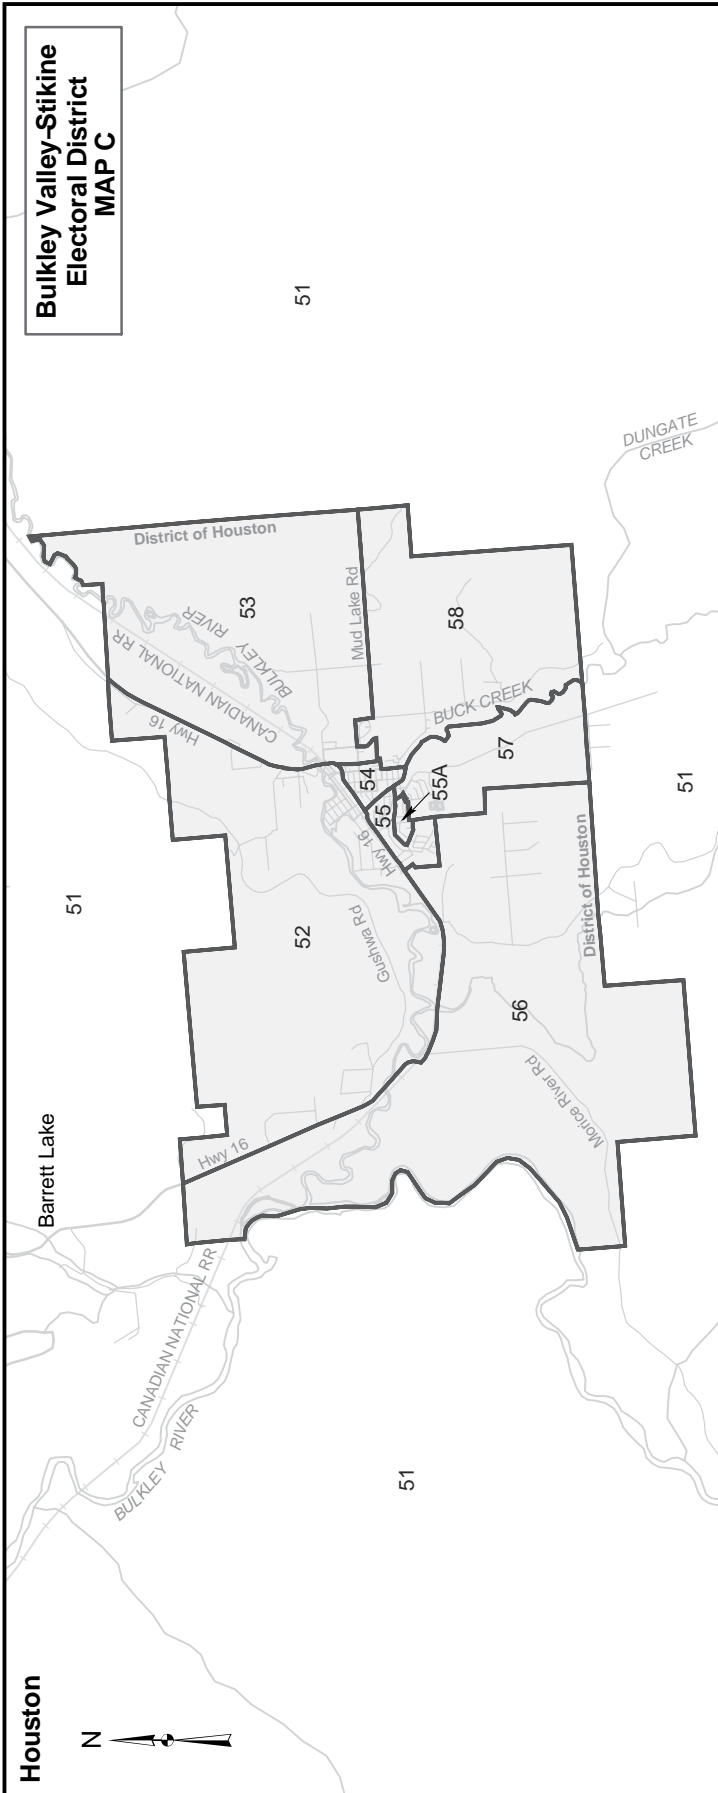 Houston
N
Bulkley Valley–Stikine
Electoral District
MAP C
Barrett Lake
51
51
51
51
CANADIAN NATIONAL RR
BULKLEY RIVER
Hwy 16
52
Gushwa Rd
Hwy 16
Hwy 16
CANADIAN NATIONAL RR
BULKLEY RIVER
53
District of Houston
Mud Lake Rd
54
55
55A
56
Morice River Rd
District of Houston
57
BUCK CREEK
58
DUNGATE
CREEK